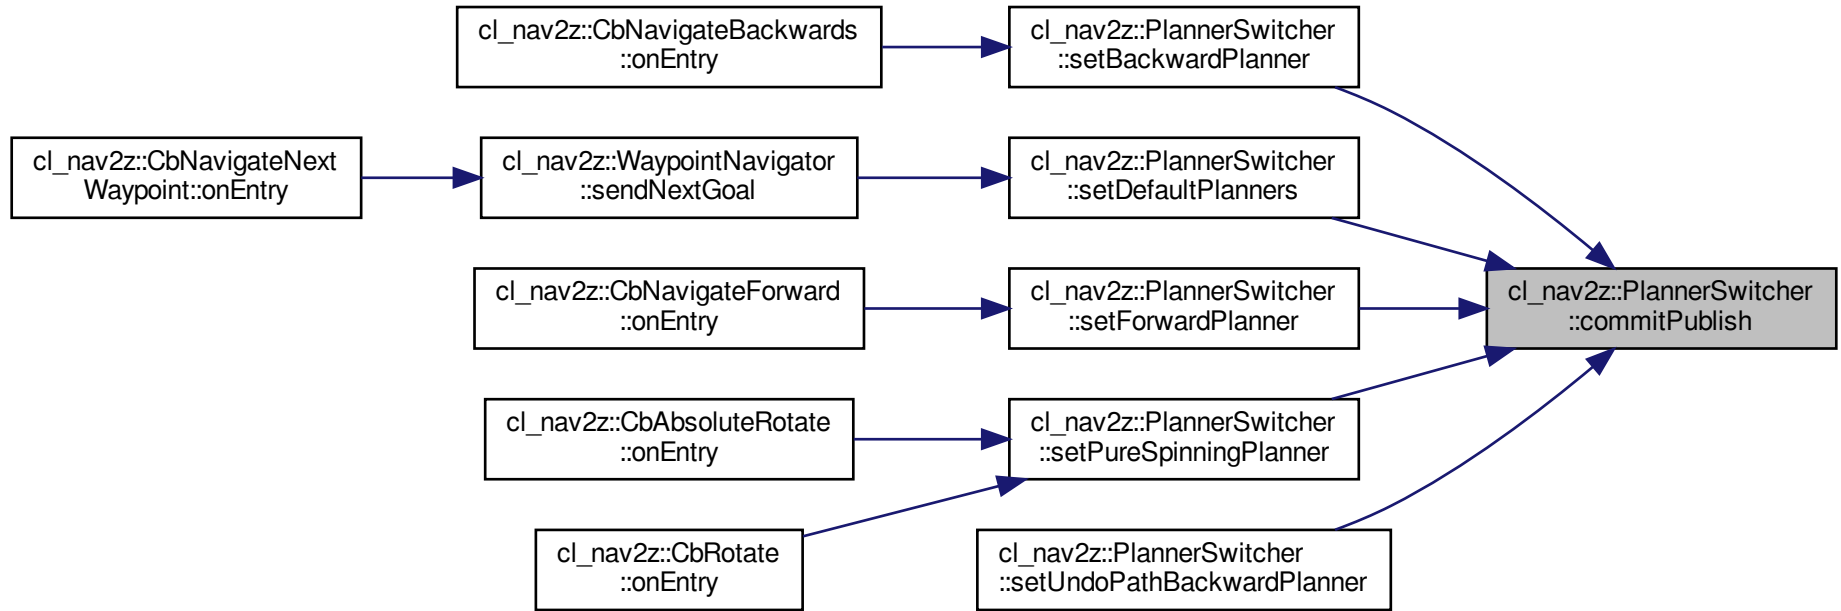 cl_nav2z::CbNavigateBackwards
::onEntry
cl_nav2z::PlannerSwitcher
::setBackwardPlanner
cl_nav2z::CbNavigateNext
Waypoint::onEntry
cl_nav2z::WaypointNavigator
::sendNextGoal
cl_nav2z::PlannerSwitcher
::setDefaultPlanners
cl_nav2z::CbNavigateForward
::onEntry
cl_nav2z::PlannerSwitcher
::setForwardPlanner
cl_nav2z::PlannerSwitcher
::commitPublish
cl_nav2z::CbAbsoluteRotate
::onEntry
cl_nav2z::PlannerSwitcher
::setPureSpinningPlanner
cl_nav2z::CbRotate
::onEntry
cl_nav2z::PlannerSwitcher
::setUndoPathBackwardPlanner